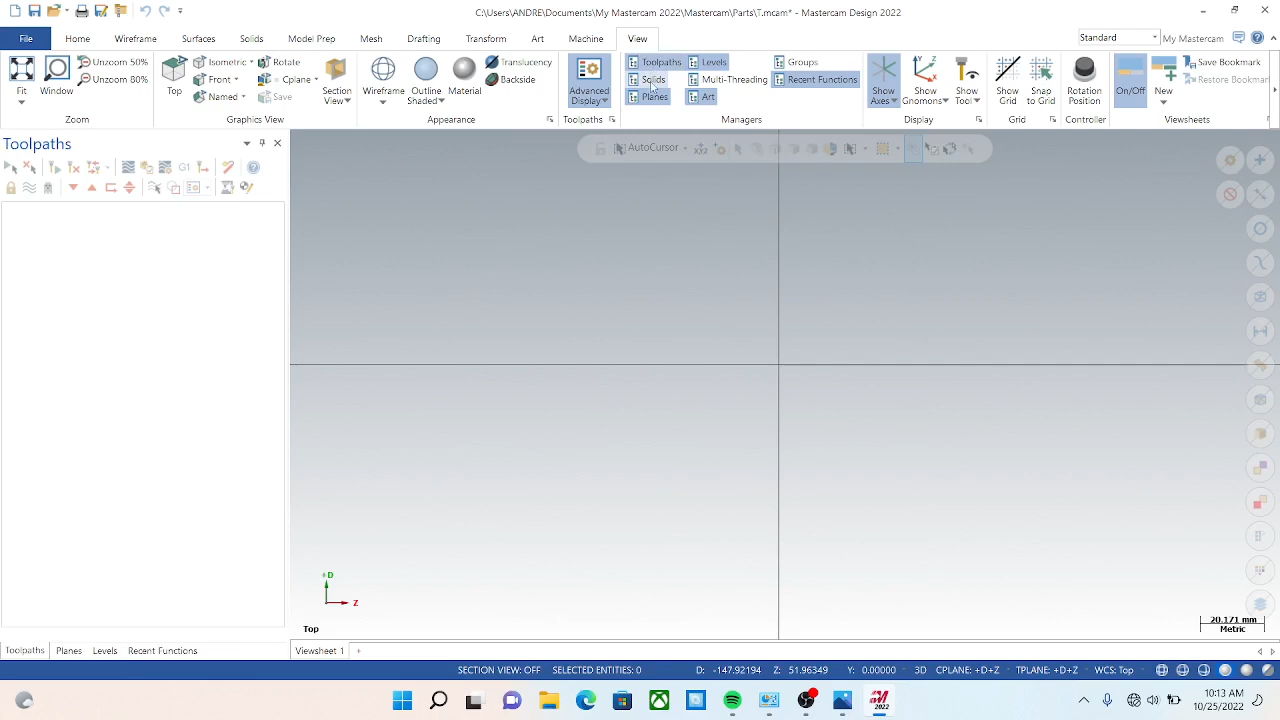 C:\Users\ANDRE\Documents\My Mastercam 2022\Mastercam\Parts\T.mcam* - Mastercam Design 2022
File Home Wireframe Surfaces Solids Model Prep Mesh Drafting Transform Art Machine View
Standard My Mastercam
Fit Window Unzoom 50% Unzoom 80%
Zoom
Top Isometric Front Named Rotate Cplane Save Section View
Graphics View
Wireframe Outline Shaded Material Translucency Backside
Appearance
Advanced Display
Toolpaths
Toolpaths Levels Groups
Solids Multi-Threading Recent Functions
Planes Art
Managers
Show Axes Show Gnomons Show Tool
Display
Show Grid Snap to Grid
Grid
Rotation Position
Controller
On/Off New Save Bookmark
Restore Bookmark
Viewsheets
Toolpaths
G1
AutoCursor
XYZ
+D
Z
Top
20.171 mm
Metric
Toolpaths Planes Levels Recent Functions
Viewsheet 1 +
SECTION VIEW: OFF SELECTED ENTITIES: 0 D: -147.92194 Z: 51.96349 Y: 0.00000 3D CPLANE: +D+Z TPLANE: +D+Z WCS: Top
M 2022
10:13 AM
10/23/2022